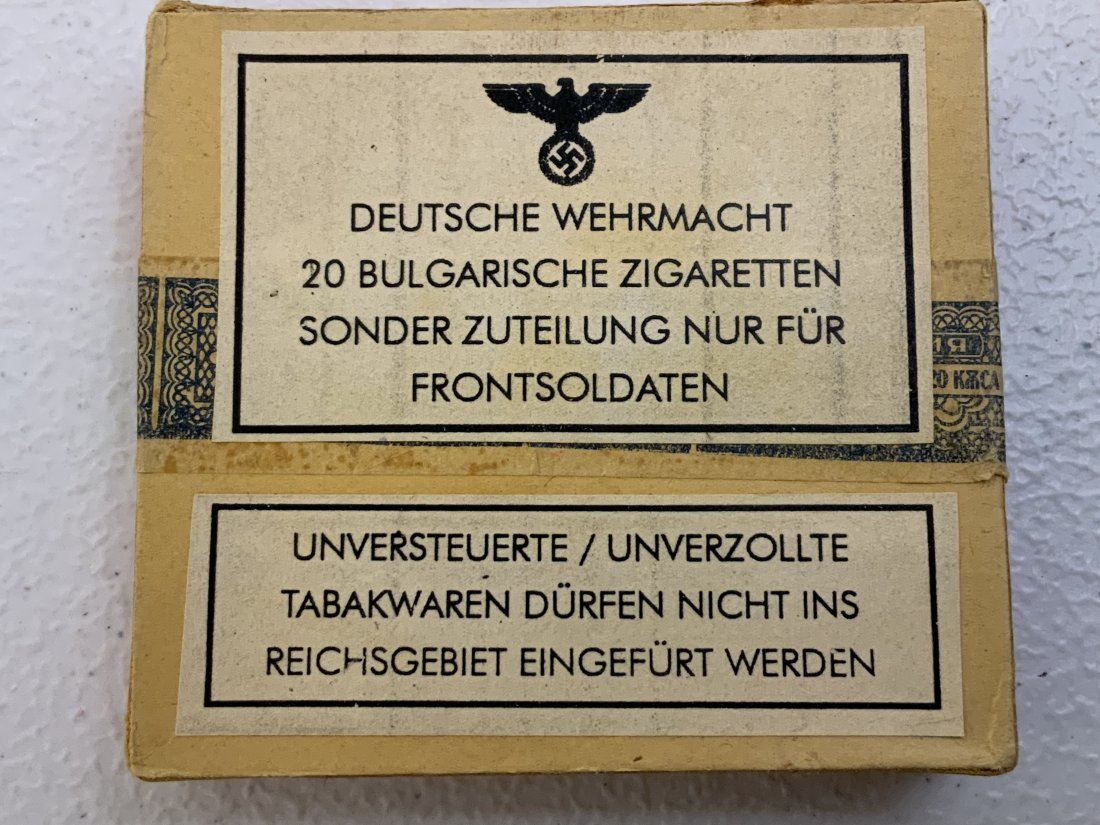 DEUTSCHE WEHRMACHT
20 BULGARISCHE ZIGARETTEN
SONDER ZUTEILUNG NUR FÜR
FRONTSOLDATEN
UNVERSTEUERTE / UNVERZOLLTE
TABAKWAREN DÜRFEN NICHT INS
REICHSGEBIET EINGEFÜRT WERDEN